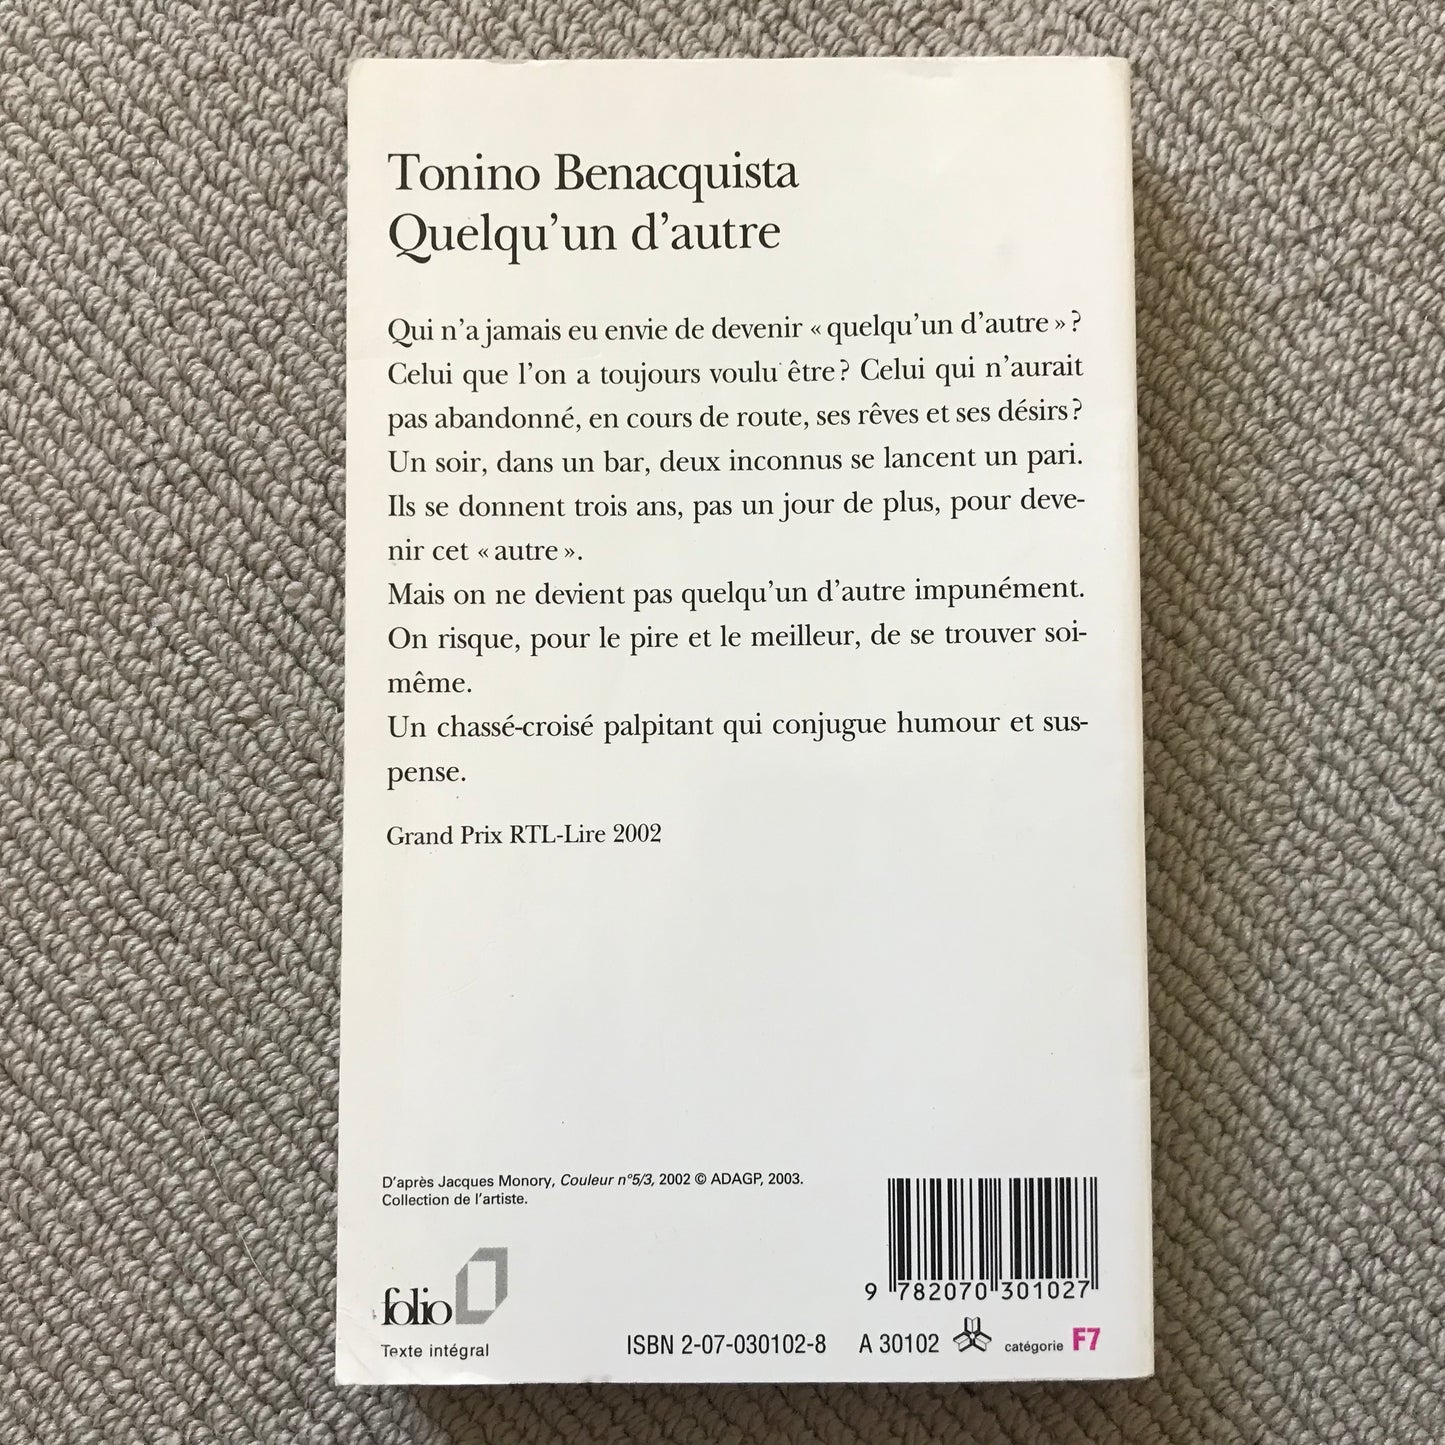 Tonino Benacquista
Quelqu'un d'autre
Qui n'a jamais eu envie de devenir « quelqu'un d'autre » ?
Celui que l'on a toujours voulu être ? Celui qui n'aurait
pas abandonné, en cours de route, ses rêves et ses désirs ?
Un soir, dans un bar, deux inconnus se lancent un pari.
Ils se donnent trois ans, pas un jour de plus, pour deve-
nir cet « autre ».
Mais on ne devient pas quelqu'un d'autre impunément.
On risque, pour le pire et le meilleur, de se trouver soi-
même.
Un chassé-croisé palpitant qui conjugue humour et sus-
pense.
Grand Prix RTL-Lire 2002
D'après Jacques Monory, Couleur n°5/3, 2002 © ADAGP, 2003.
Collection de l'artiste.
9 782070 301027
folio
Texte intégral
ISBN 2-07-030102-8 A 30102 catégorie F7